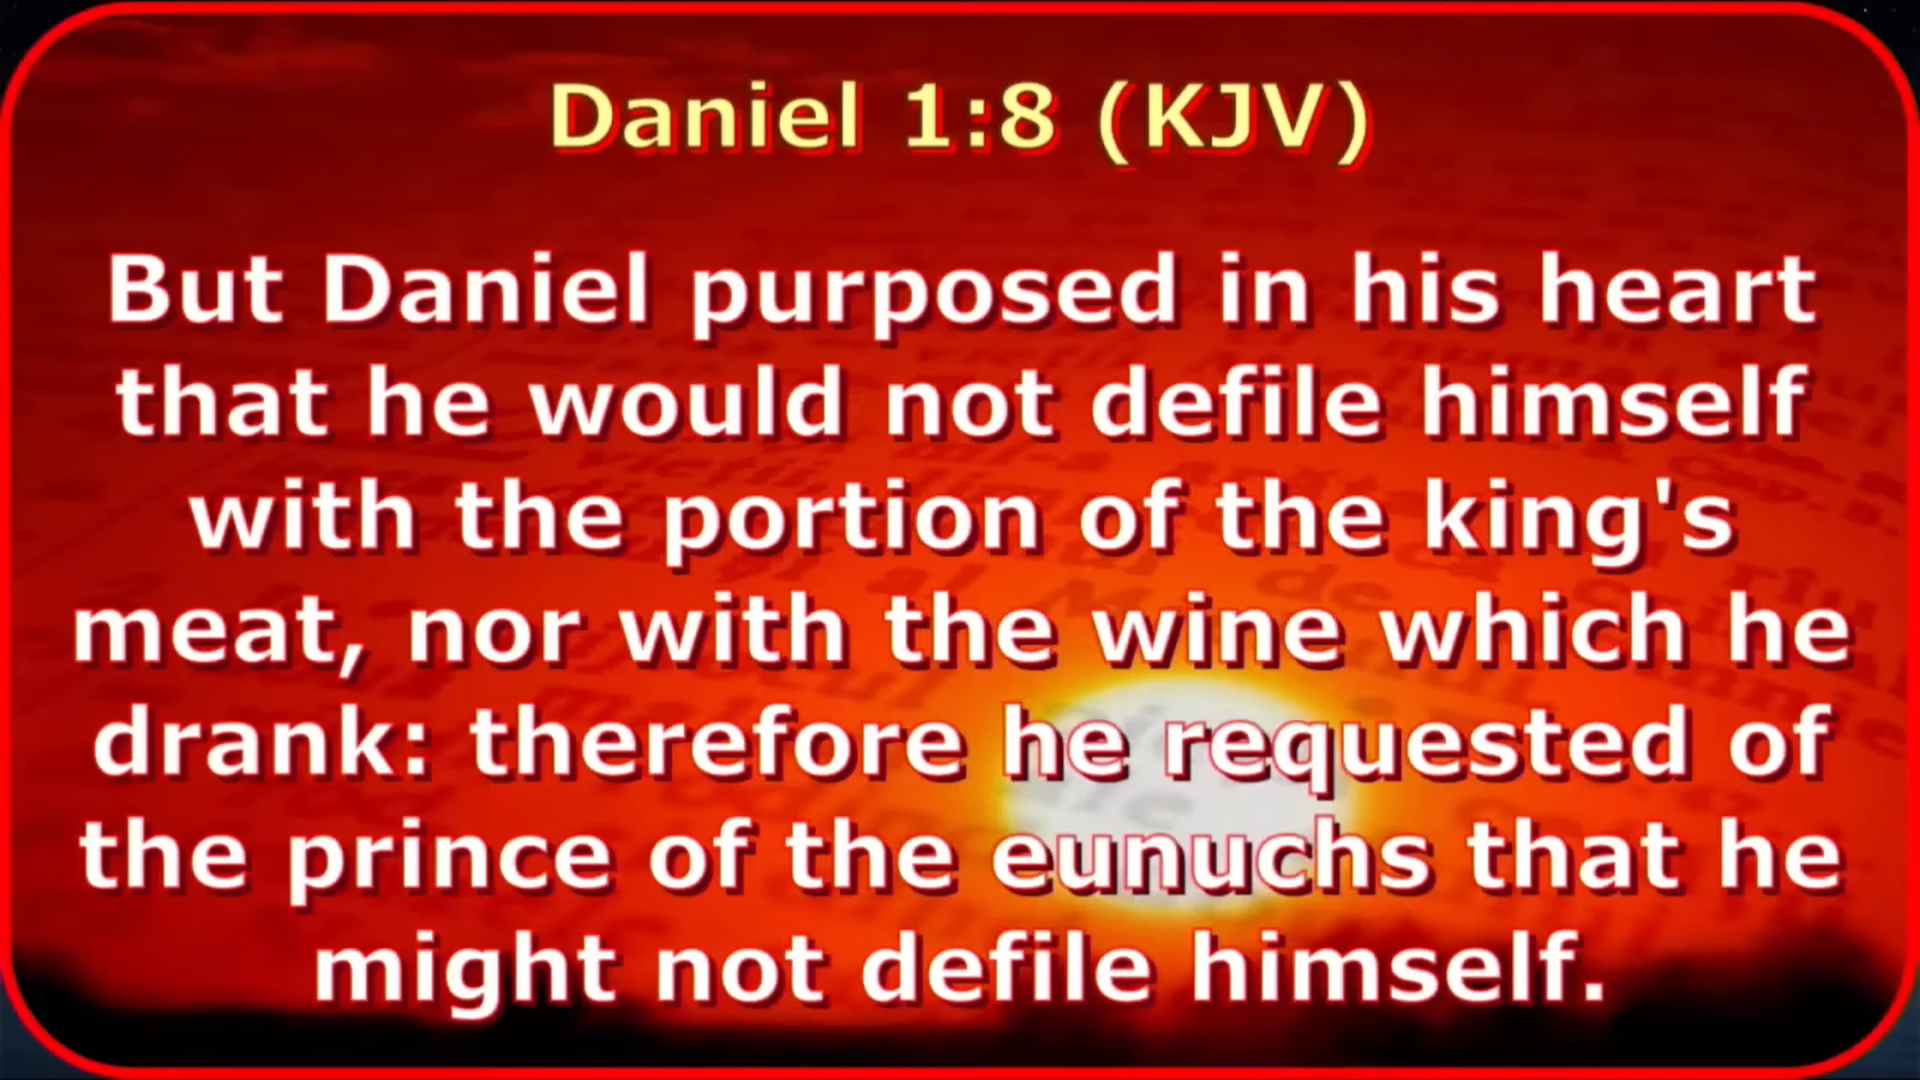 Daniel 1:8 (KJV)
But Daniel purposed in his heart
that he would not defile himself
with the portion of the king's
meat, nor with the wine which he
drank: therefore he requested of
the prince of the eunuchs that he
might not defile himself.